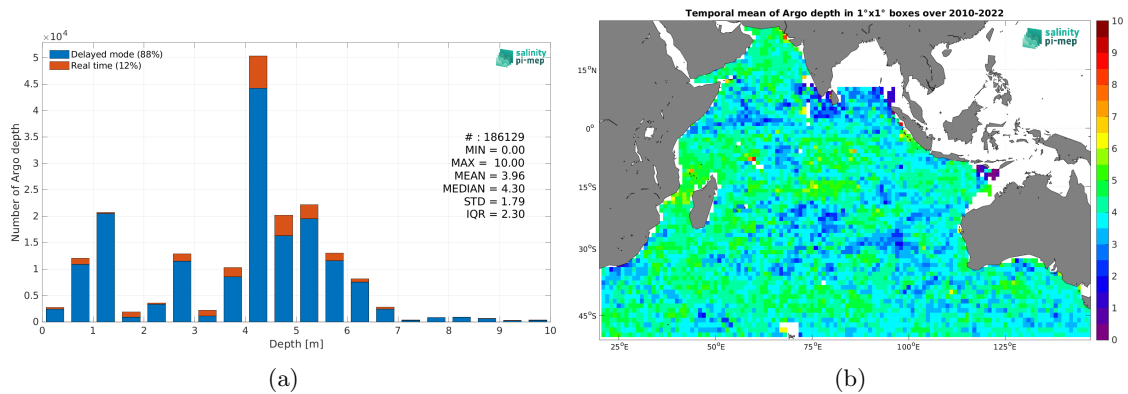 ×10⁴
Delayed mode (88%)
Real time (12%)
salinity
pi-mep
# : 186129
MIN = 0.00
MAX = 10.00
MEAN = 3.96
MEDIAN = 4.30
STD = 1.79
IQR = 2.30
Number of Argo depth
5
4.5
4
3.5
3
2.5
2
1.5
1
0.5
0
0 1 2 3 4 5 6 7 8 9 10
Depth [m]
(a)
Temporal mean of Argo depth in 1°x1° boxes over 2010-2022
salinity
pi-mep
15°N
0°
15°S
30°S
45°S
25°E 50°E 75°E 100°E 125°E
10
9
8
7
6
5
4
3
2
1
0
(b)